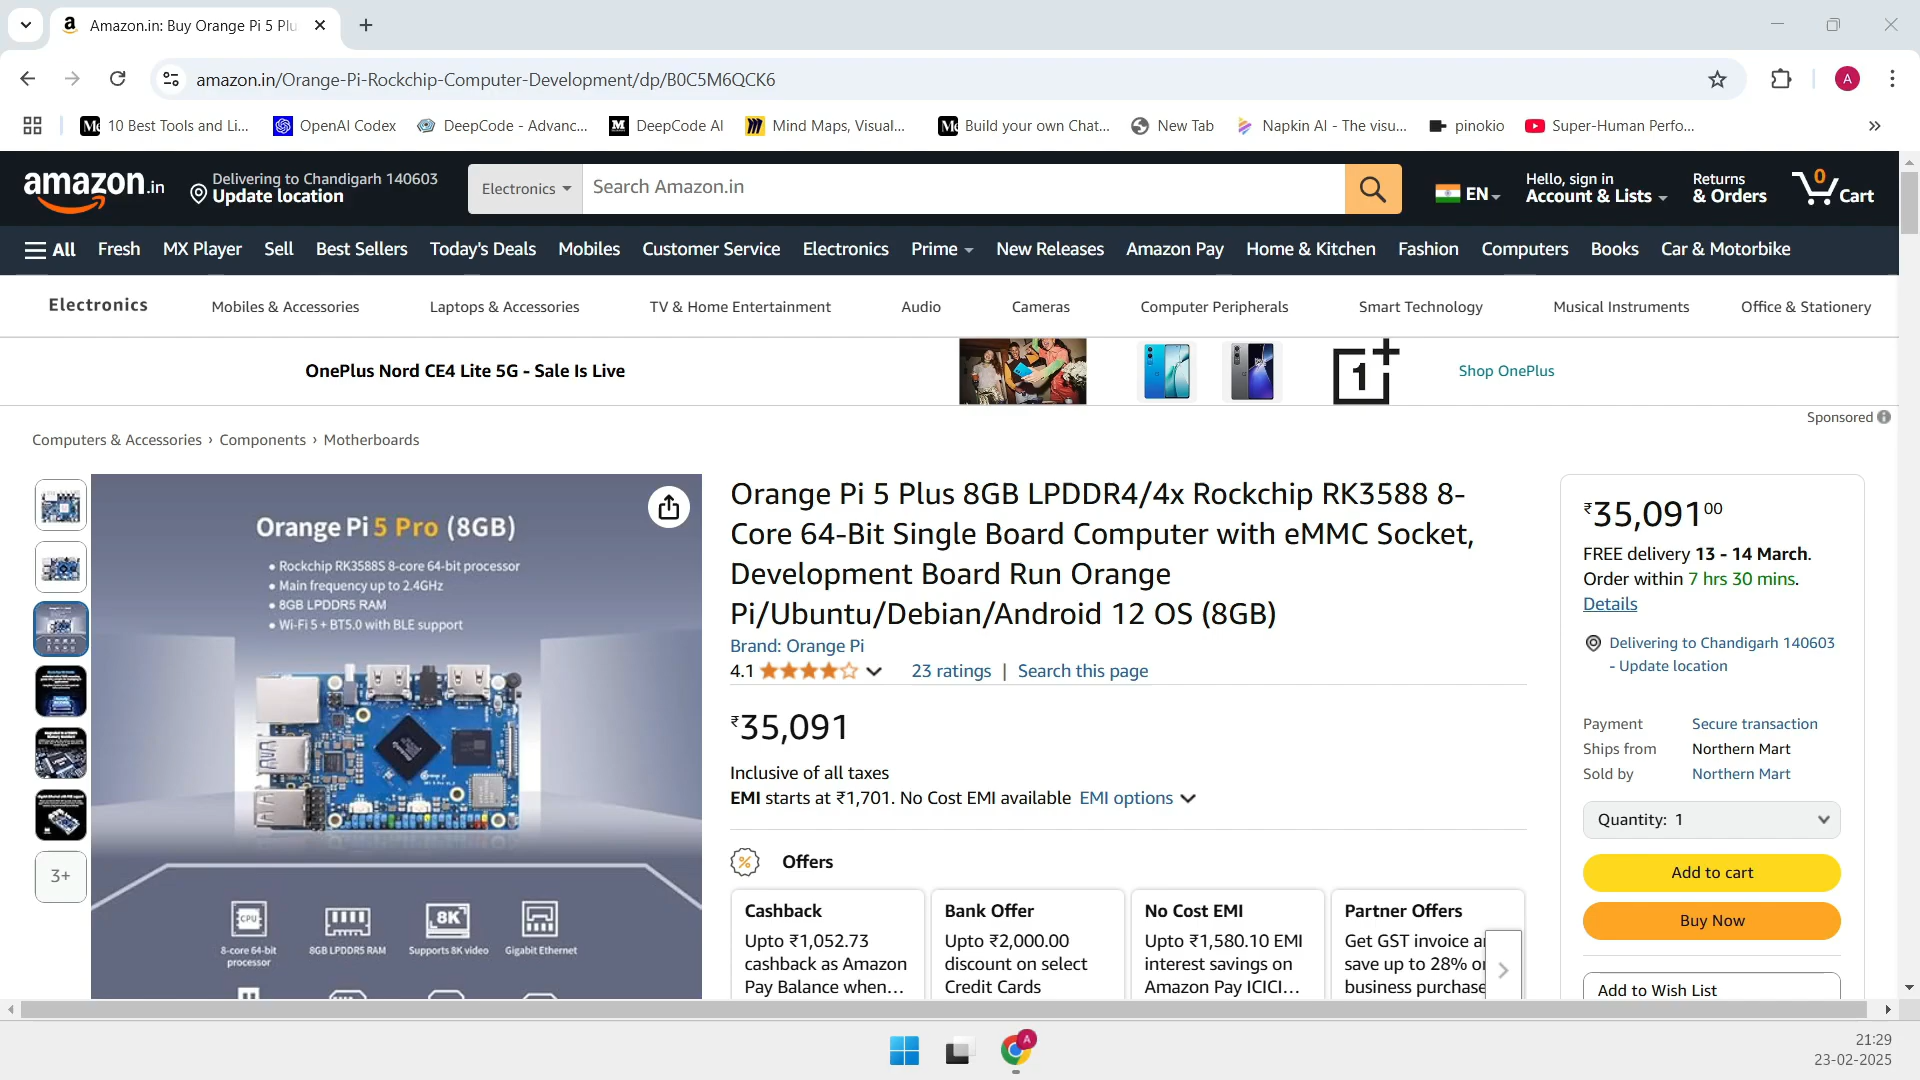 Amazon.in: Buy Orange Pi 5 Plu
amazon.in/Orange-Pi-Rockchip-Computer-Development/dp/B0C5M6QCK6
A
10 Best Tools and Li...
OpenAI Codex
DeepCode - Advanc...
DeepCode AI
Mind Maps, Visual...
Build your own Chat...
New Tab
Napkin AI - The visu...
pinokio
Super-Human Perfo...
amazon.in
Delivering to Chandigarh 140603
Update location
Electronics
Search Amazon.in
EN
Hello, sign in
Account & Lists
Returns
& Orders
0
Cart
All
Fresh
MX Player
Sell
Best Sellers
Today's Deals
Mobiles
Customer Service
Electronics
Prime
New Releases
Amazon Pay
Home & Kitchen
Fashion
Computers
Books
Car & Motorbike
Electronics
Mobiles & Accessories
Laptops & Accessories
TV & Home Entertainment
Audio
Cameras
Computer Peripherals
Smart Technology
Musical Instruments
Office & Stationery
OnePlus Nord CE4 Lite 5G - Sale Is Live
1+
Shop OnePlus
Sponsored
Computers & Accessories › Components › Motherboards
3+
Orange Pi 5 Pro (8GB)
• Rockchip RK3588S 8-core 64-bit processor
• Main frequency up to 2.4GHz
• 8GB LPDDR5 RAM
• Wi-Fi 5 + BT5.0 with BLE support
CPU
8K
8-core 64-bit
processor
8GB LPDDR5 RAM
Supports 8K video
Gigabit Ethernet
Orange Pi 5 Plus 8GB LPDDR4/4x Rockchip RK3588 8-
Core 64-Bit Single Board Computer with eMMC Socket,
Development Board Run Orange
Pi/Ubuntu/Debian/Android 12 OS (8GB)
Brand: Orange Pi
4.1
23 ratings | Search this page
₹35,091
Inclusive of all taxes
EMI starts at ₹1,701. No Cost EMI available EMI options
%
Offers
Cashback
Upto ₹1,052.73
cashback as Amazon
Pay Balance when...
Bank Offer
Upto ₹2,000.00
discount on select
Credit Cards
No Cost EMI
Upto ₹1,580.10 EMI
interest savings on
Amazon Pay ICICI...
Partner Offers
Get GST invoice a
save up to 28% o
business purchase
₹35,09100
FREE delivery 13 - 14 March.
Order within 7 hrs 30 mins.
Details
Delivering to Chandigarh 140603
- Update location
Payment Secure transaction
Ships from Northern Mart
Sold by Northern Mart
Quantity: 1
Add to cart
Buy Now
Add to Wish List
A
21:29
23-02-2025